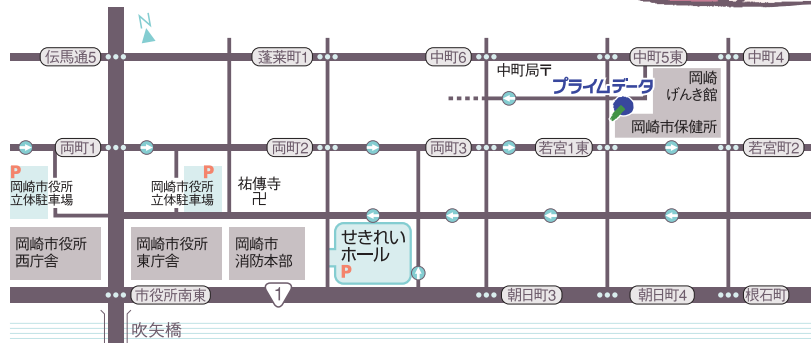 N
伝馬通5
蓬莱町1
中町6
中町5東
中町4
中町局〒
プライムデータ
岡崎
げんき館
岡崎市保健所
両町1
両町2
両町3
若宮1東
若宮町2
P
岡崎市役所
立体駐車場
P
岡崎市役所
立体駐車場
祐傳寺
卍
岡崎市役所
西庁舎
岡崎市役所
東庁舎
岡崎市
消防本部
せきれい
ホール
P
市役所南東
1
朝日町3
朝日町4
根石町
吹矢橋